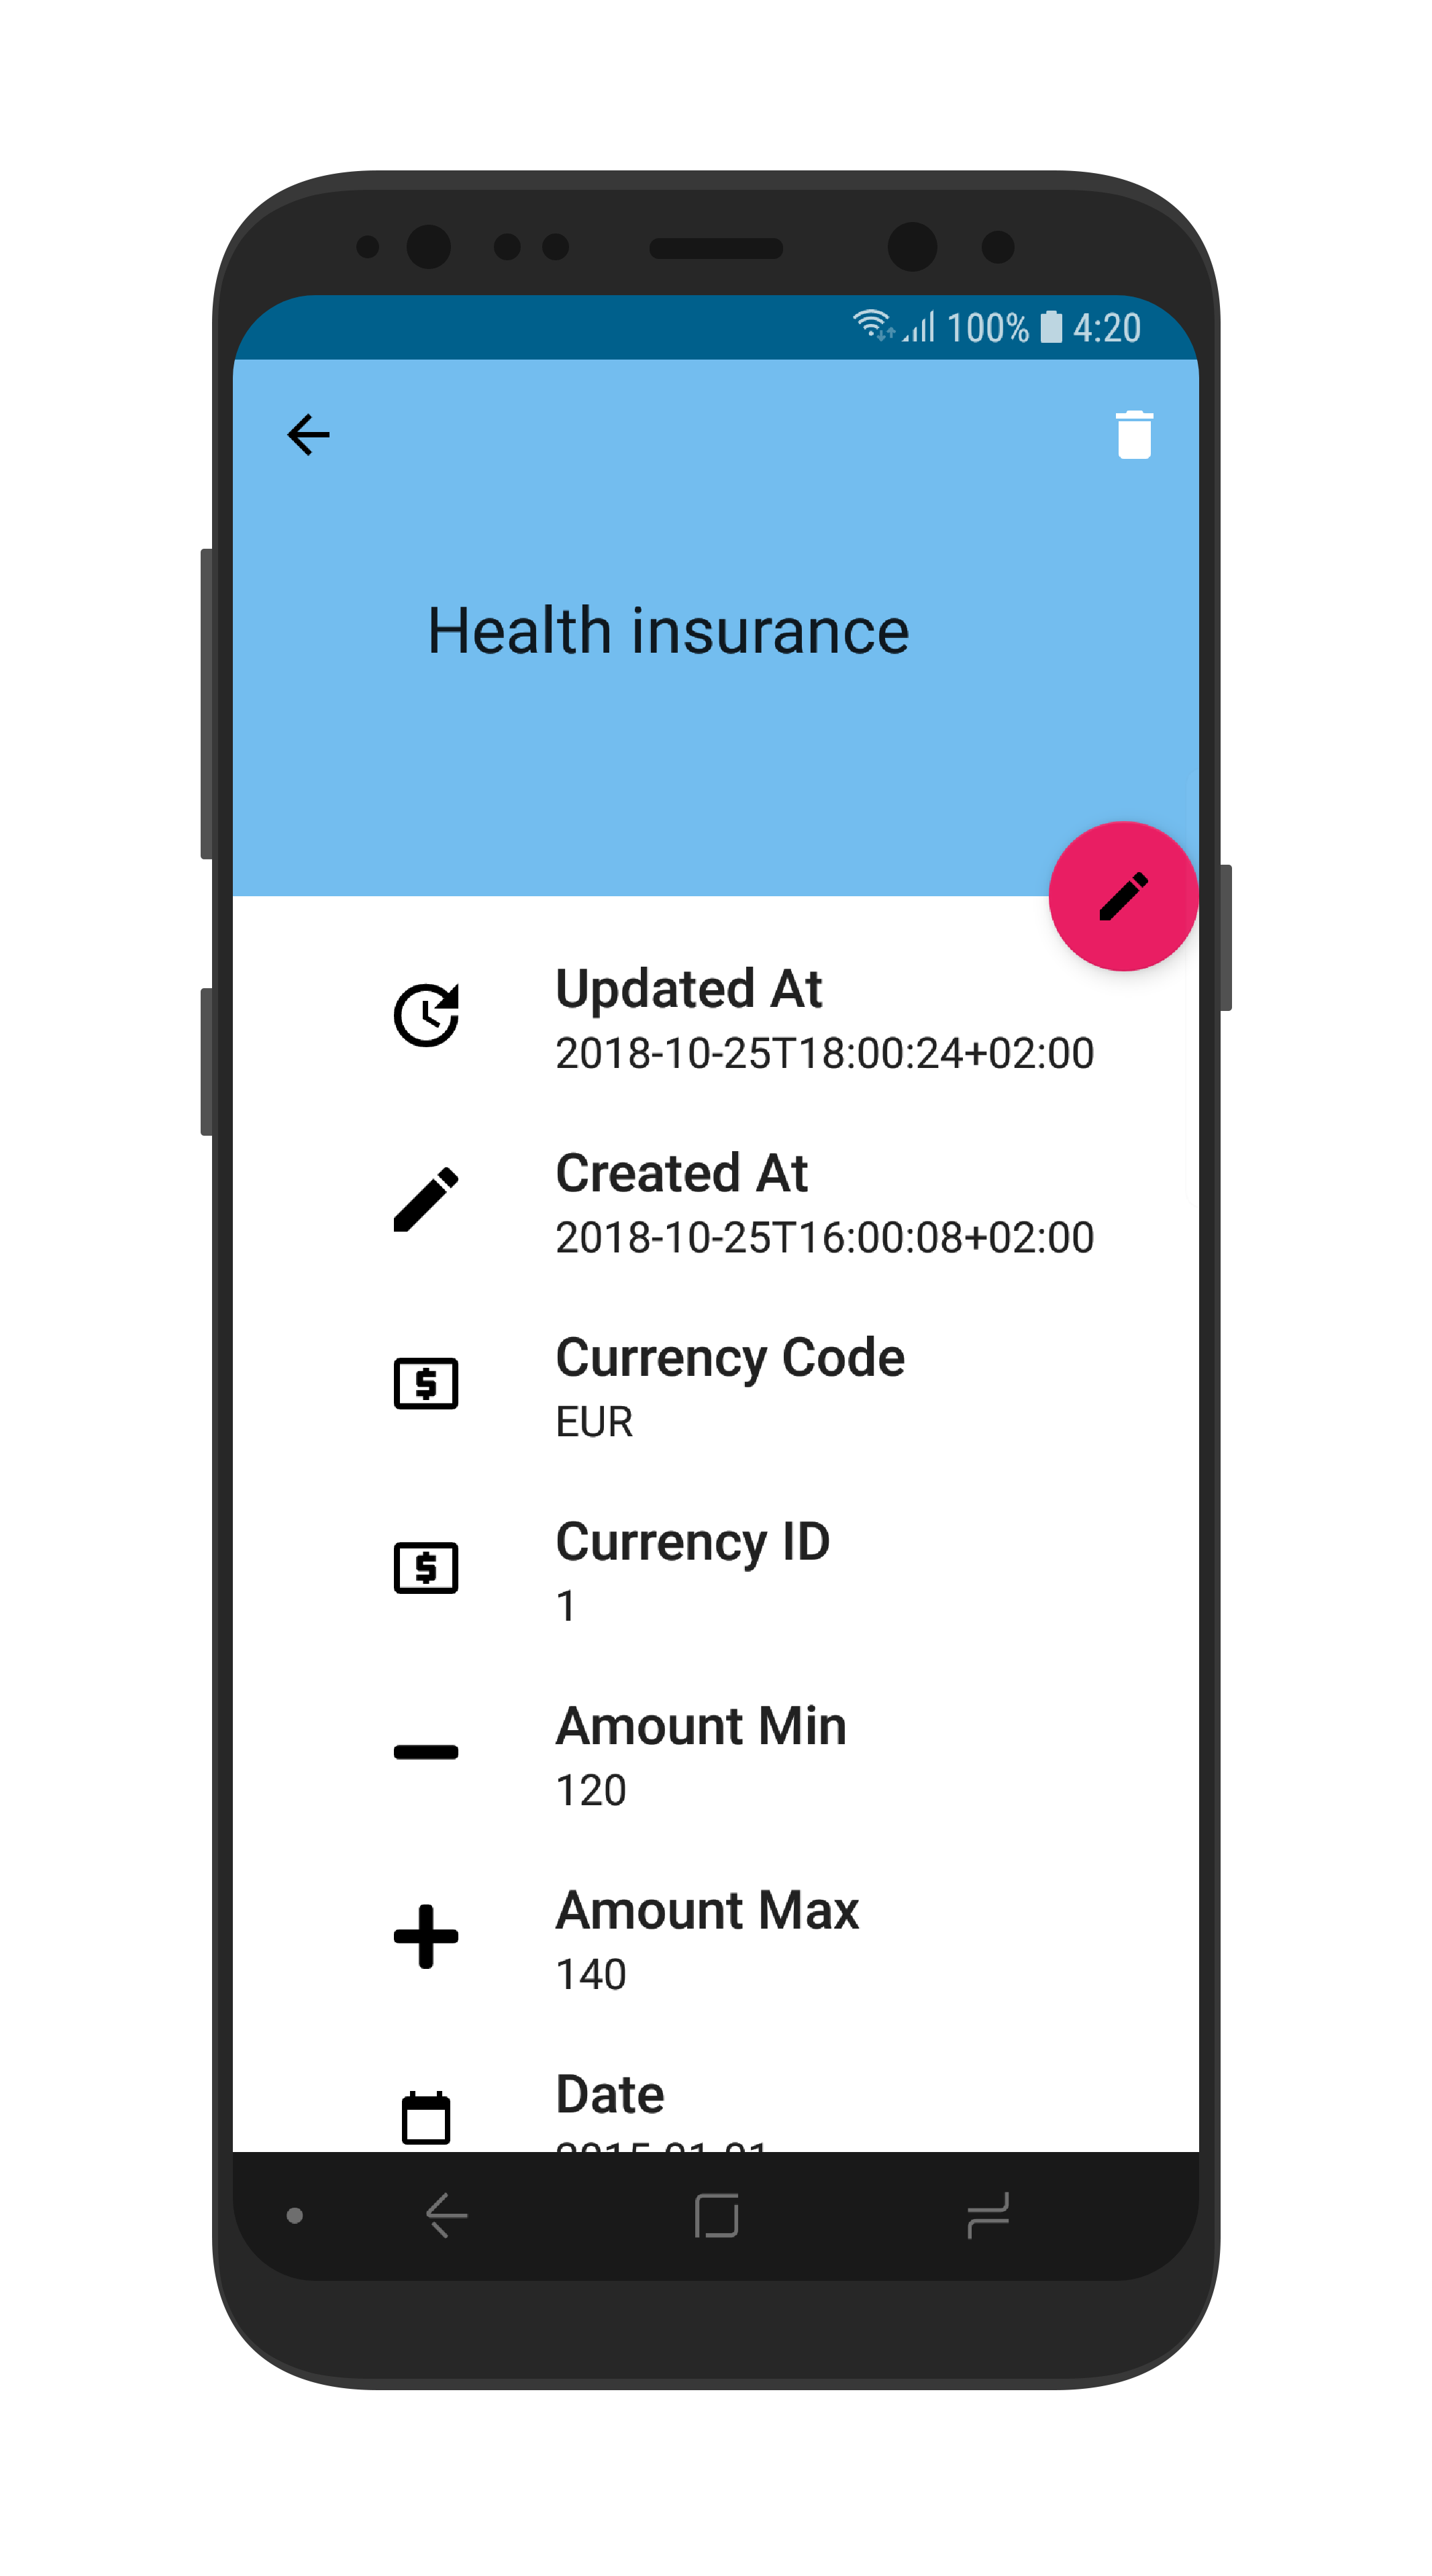 100% 4:20
Health insurance
Updated At
2018-10-25T18:00:24+02:00
Created At
2018-10-25T16:00:08+02:00
Currency Code
EUR
Currency ID
1
Amount Min
120
Amount Max
140
Date